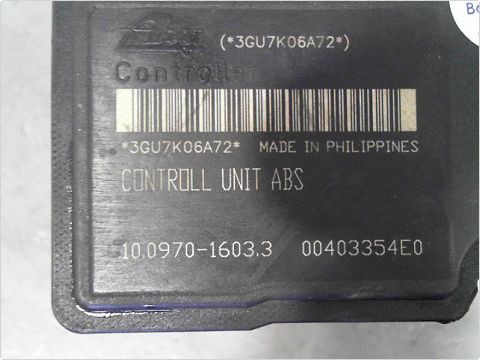 (*3GU7K06A72*)
Controller
*3GU7K06A72* MADE IN PHILIPPINES
CONTROLL UNIT ABS
10.0970-1603.3 00403354E0